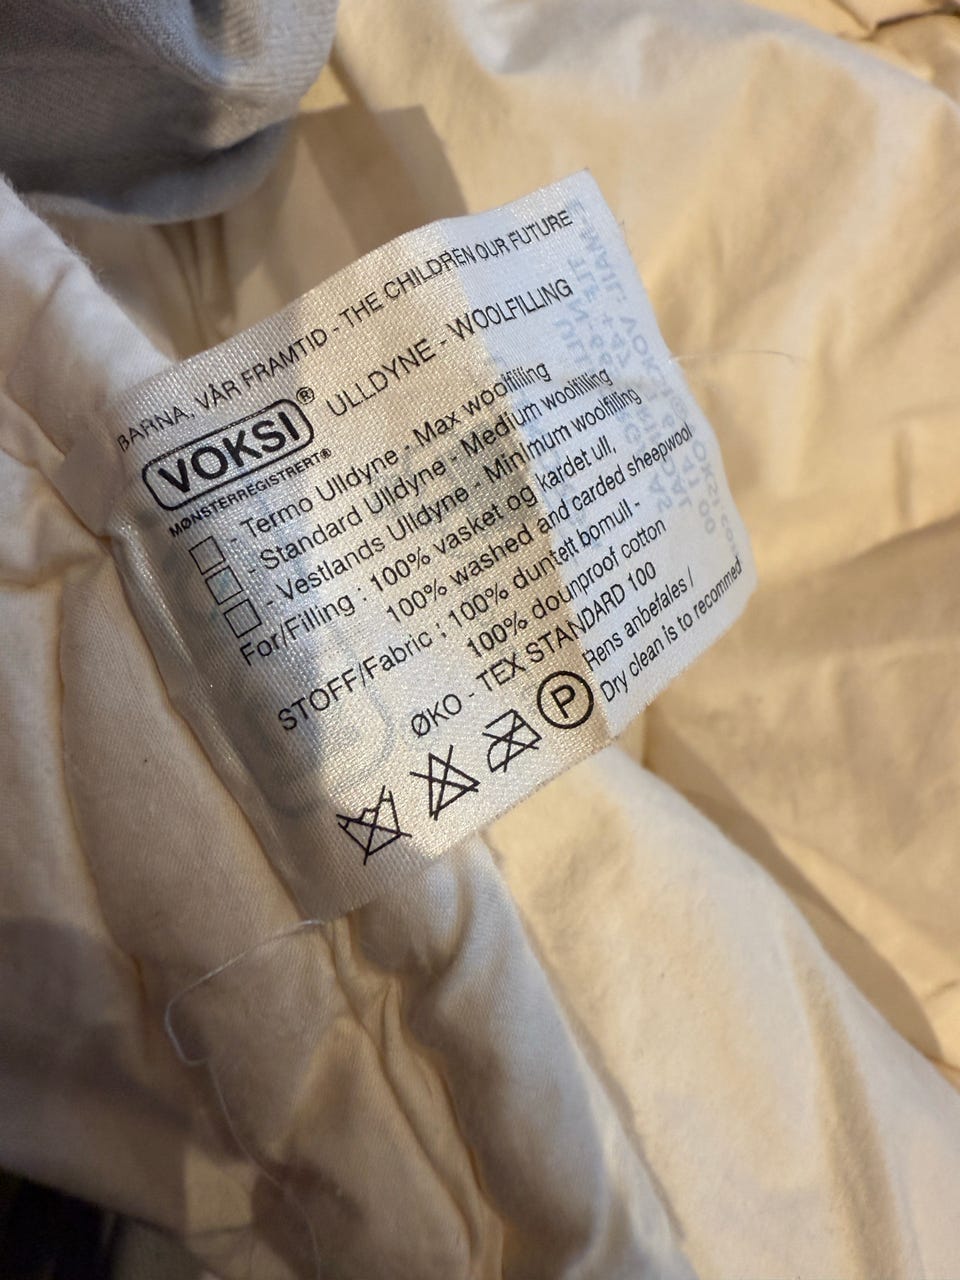 BARNA, VÅR FRAMTID - THE CHILDREN OUR FUTURE
VOKSI®
MØNSTERREGISTRERT®
ULLDYNE - WOOLFILLING
- Termo Ulldyne - Max woolfilling
- Standard Ulldyne - Medium woolfilling
- Vestlands Ulldyne - Minimum woolfilling
For/Filling : 100% vasket og kardet ull,
100% washed and carded sheepwool
STOFF/Fabric : 100% duntett bomull -
100% dounproof cotton
ØKO - TEX STANDARD 100
P
Rens anbefales /
Dry clean is to recommed